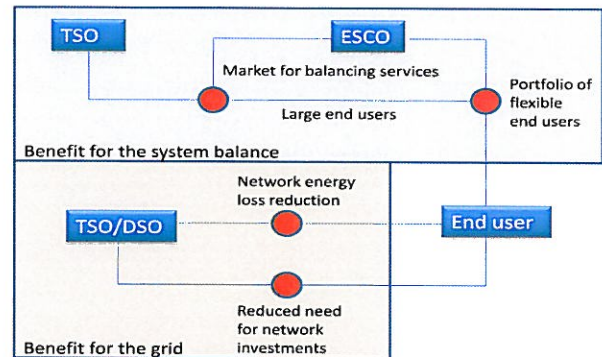 TSO
ESCO
Market for balancing services
Portfolio of
flexible
end users
Large end users
Benefit for the system balance
Network energy
loss reduction
TSO/DSO
End user
Reduced need
for network
investments
Benefit for the grid